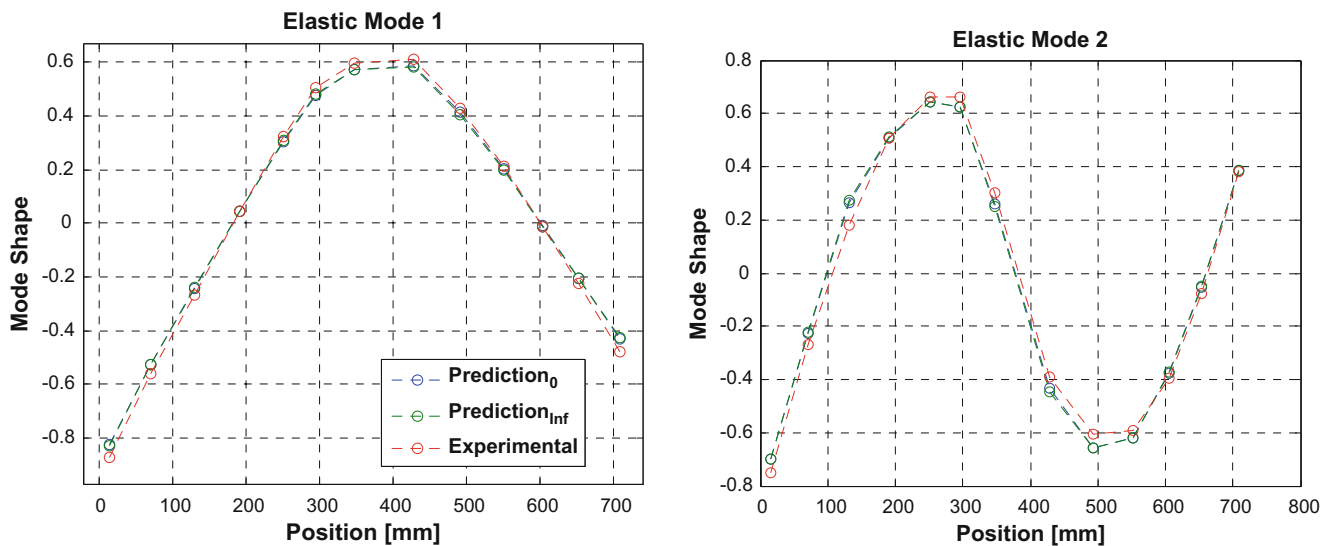 Elastic Mode 1
0.6
0.4
0.2
0
-0.2
-0.4
-0.6
-0.8
Mode Shape
0 100 200 300 400 500 600 700
Position [mm]
Prediction0
PredictionInf
Experimental
Elastic Mode 2
0.8
0.6
0.4
0.2
0
-0.2
-0.4
-0.6
-0.8
Mode Shape
0 100 200 300 400 500 600 700 800
Position [mm]